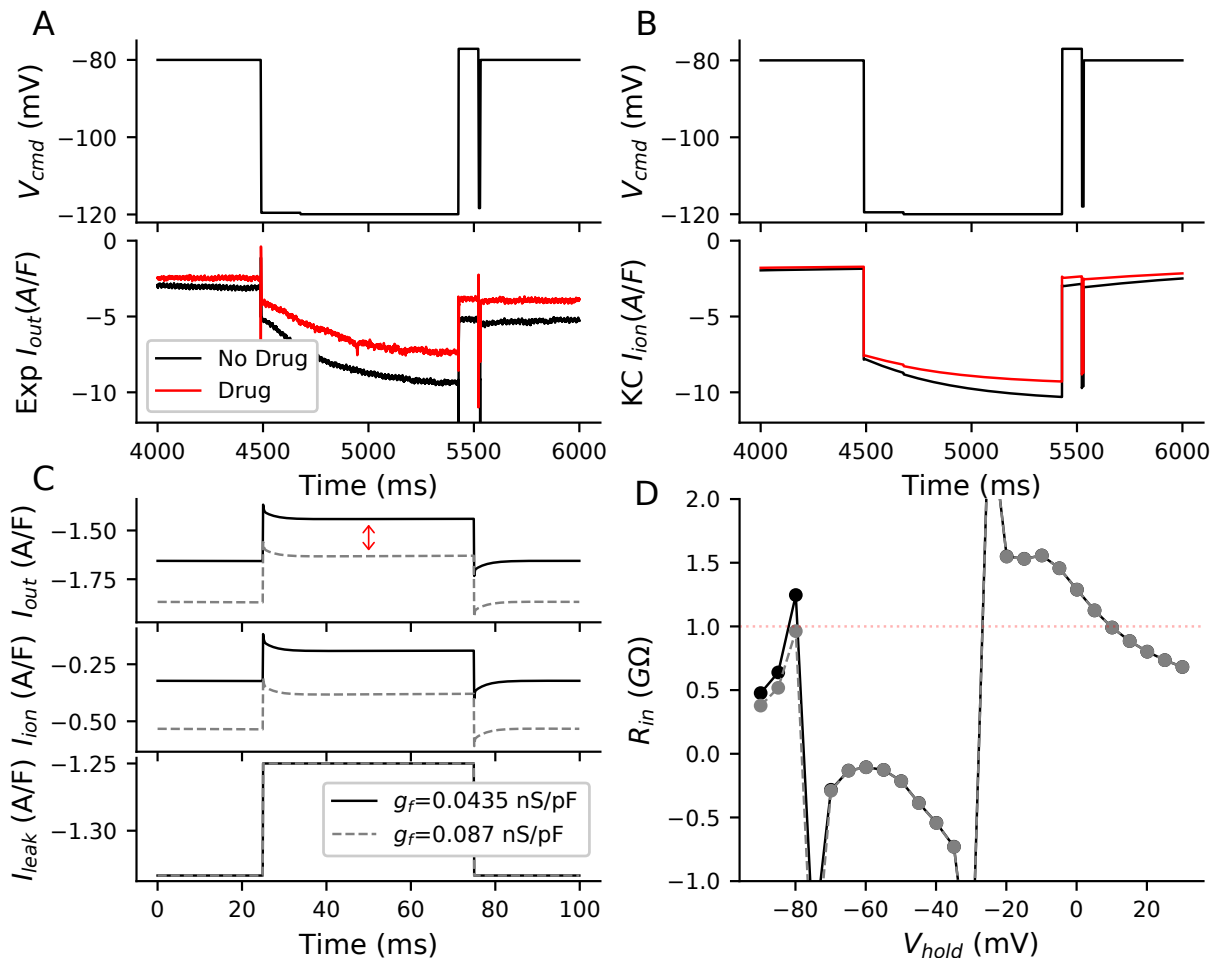 A
B
−80
−100
−120
V_cmd (mV)
−80
−100
−120
V_cmd (mV)
0
−5
−10
Exp I_out(A/F)
No Drug
Drug
4000 4500 5000 5500 6000
Time (ms)
0
−5
−10
KC I_ion(A/F)
4000 4500 5000 5500 6000
Time (ms)
C
−1.50
−1.75
I_out (A/F)
−0.25
−0.50
I_ion (A/F)
−1.25
−1.30
I_leak (A/F)
g_f=0.0435 nS/pF
g_f=0.087 nS/pF
0 20 40 60 80 100
Time (ms)
D
2.0
1.5
1.0
0.5
0.0
−0.5
−1.0
R_in (GΩ)
−80 −60 −40 −20 0 20
V_hold (mV)